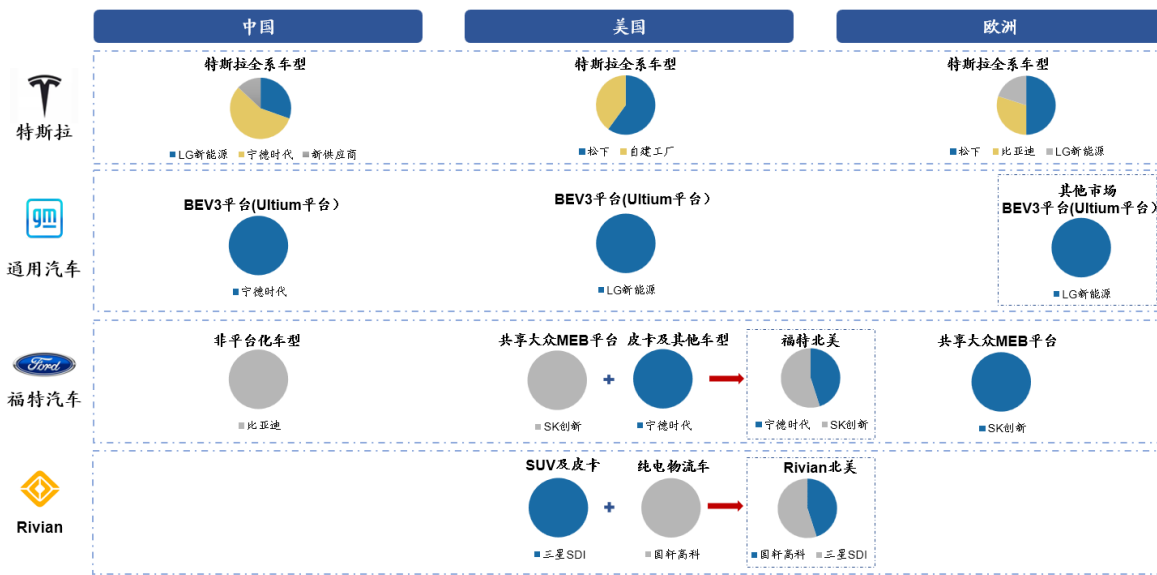 中国
美国
欧洲
特斯拉
特斯拉全系车型
LG新能源 宁德时代 新供应商
特斯拉全系车型
松下 自建工厂
特斯拉全系车型
松下 比亚迪 LG新能源
gm
通用汽车
BEV3平台(Ultium平台）
宁德时代
BEV3平台(Ultium平台）
LG新能源
其他市场
BEV3平台(Ultium平台）
LG新能源
Ford
福特汽车
非平台化车型
比亚迪
共享大众MEB平台
SK创新
+
皮卡及其他车型
宁德时代
福特北美
宁德时代 SK创新
共享大众MEB平台
SK创新
Rivian
SUV及皮卡
三星SDI
+
纯电物流车
国轩高科
Rivian北美
国轩高科 三星SDI